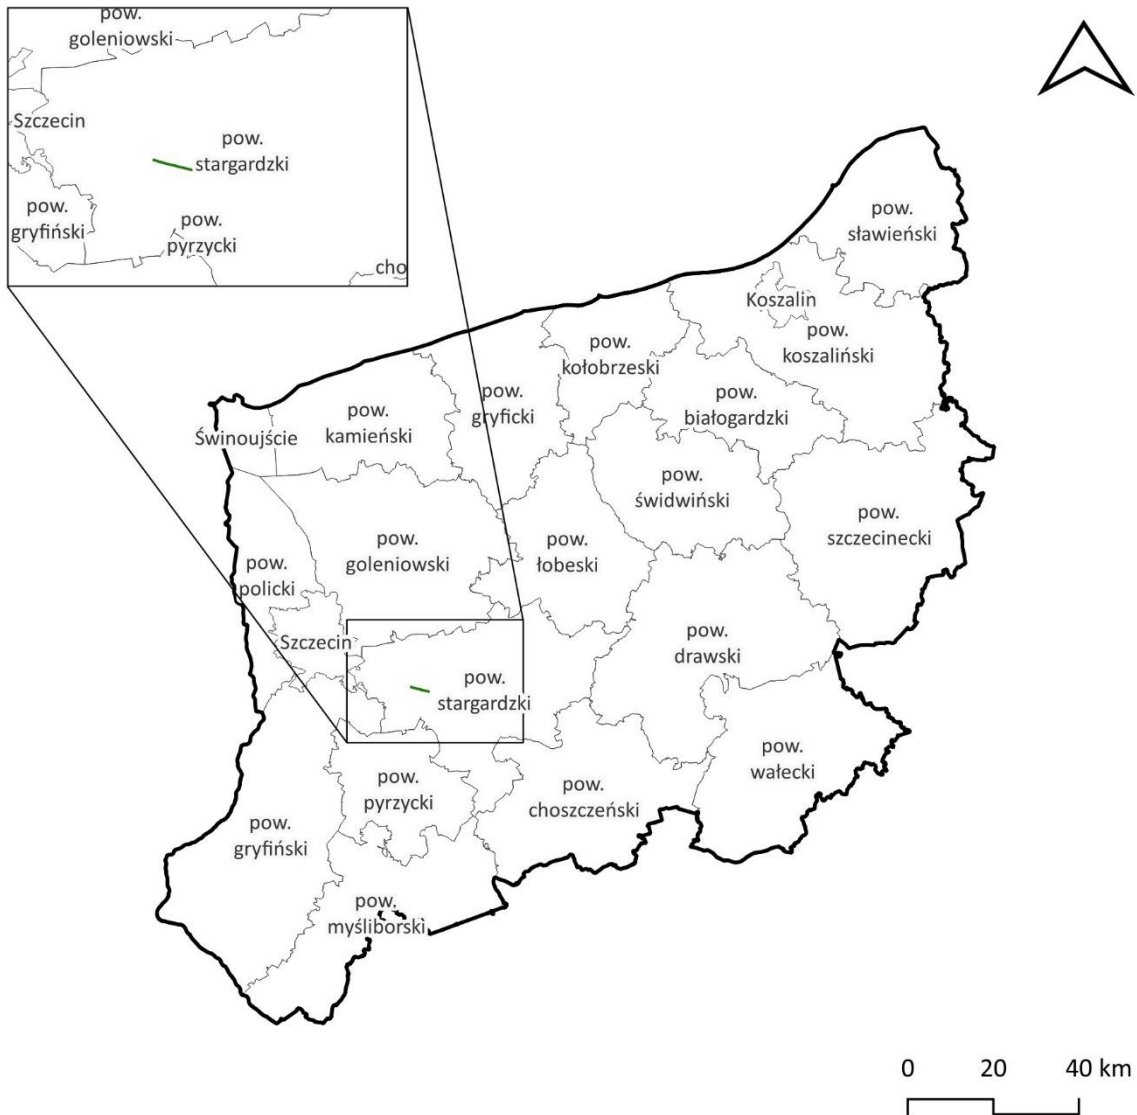 pow.
goleniowski
Szczecin
pow.
stargardzki
pow.
gryfiński
pow.
pyrzycki
cho
pow.
sławieński
Koszalin
pow.
koszaliński
pow.
kołobrzeski
pow.
białogardzki
pow.
gryficki
pow.
kamieński
Świnoujście
pow.
świdwiński
pow.
szczecinecki
pow.
goleniowski
pow.
łobeski
pow.
policki
Szczecin
pow.
drawski
pow.
stargardzki
pow.
wałecki
pow.
pyrzycki
pow.
choszczeński
pow.
gryfiński
pow.
myśliborski
0 20 40 km